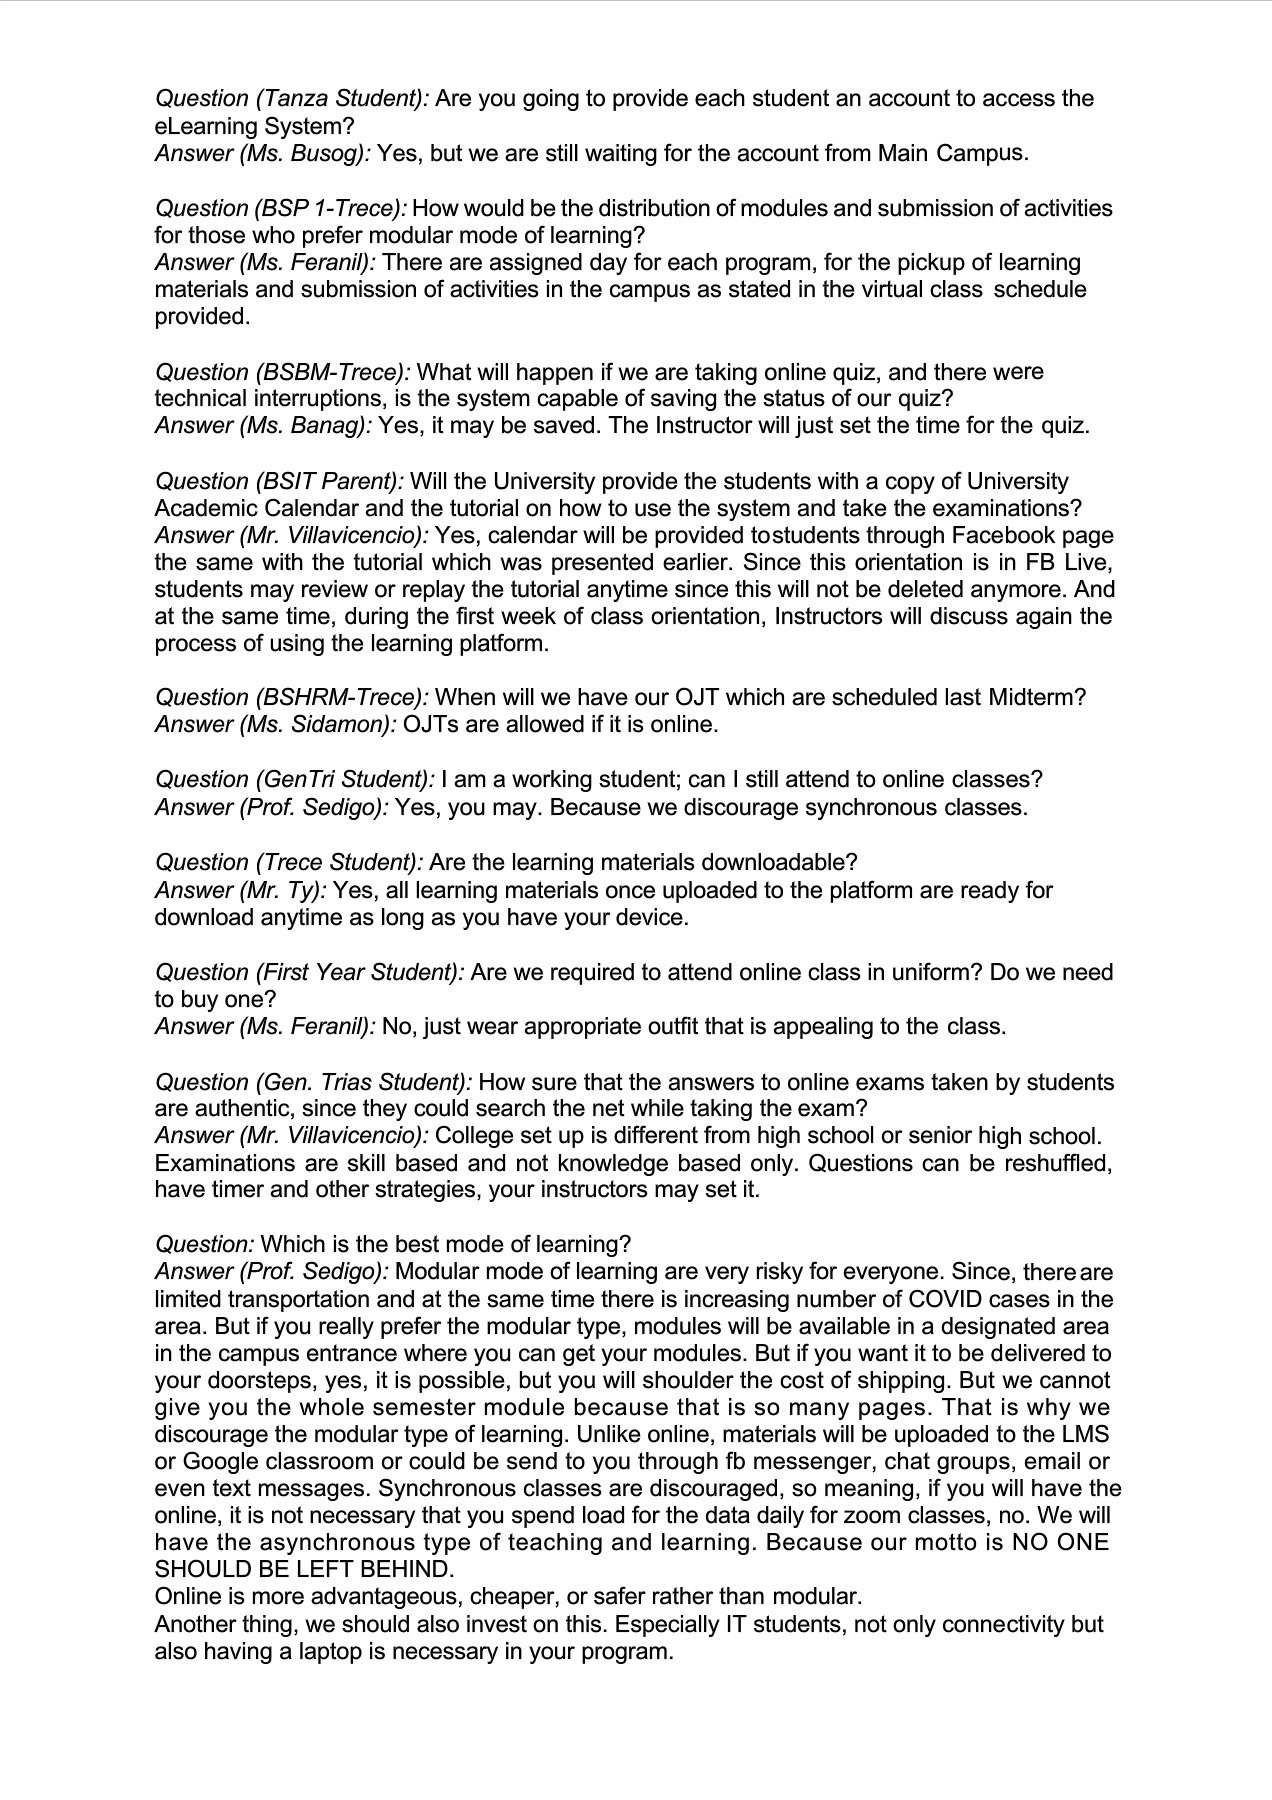 Question (Tanza Student): Are you going to provide each student an account to access the
eLearning System?
Answer (Ms. Busog): Yes, but we are still waiting for the account from Main Campus.
Question (BSP 1-Trece): How would be the distribution of modules and submission of activities
for those who prefer modular mode of learning?
Answer (Ms. Feranil): There are assigned day for each program, for the pickup of learning
materials and submission of activities in the campus as stated in the virtual class schedule
provided.
Question (BSBM-Trece): What will happen if we are taking online quiz, and there were
technical interruptions, is the system capable of saving the status of our quiz?
Answer (Ms. Banag): Yes, it may be saved. The Instructor will just set the time for the quiz.
Question (BSIT Parent): Will the University provide the students with a copy of University
Academic Calendar and the tutorial on how to use the system and take the examinations?
Answer (Mr. Villavicencio): Yes, calendar will be provided to students through Facebook page
the same with the tutorial which was presented earlier. Since this orientation is in FB Live,
students may review or replay the tutorial anytime since this will not be deleted anymore. And
at the same time, during the first week of class orientation, Instructors will discuss again the
process of using the learning platform.
Question (BSHRM-Trece): When will we have our OJT which are scheduled last Midterm?
Answer (Ms. Sidamon): OJTs are allowed if it is online.
Question (GenTri Student): I am a working student; can I still attend to online classes?
Answer (Prof. Sedigo): Yes, you may. Because we discourage synchronous classes.
Question (Trece Student): Are the learning materials downloadable?
Answer (Mr. Ty): Yes, all learning materials once uploaded to the platform are ready for
download anytime as long as you have your device.
Question (First Year Student): Are we required to attend online class in uniform? Do we need
to buy one?
Answer (Ms. Feranil): No, just wear appropriate outfit that is appealing to the class.
Question (Gen. Trias Student): How sure that the answers to online exams taken by students
are authentic, since they could search the net while taking the exam?
Answer (Mr. Villavicencio): College set up is different from high school or senior high school.
Examinations are skill based and not knowledge based only. Questions can be reshuffled,
have timer and other strategies, your instructors may set it.
Question: Which is the best mode of learning?
Answer (Prof. Sedigo): Modular mode of learning are very risky for everyone. Since, there are
limited transportation and at the same time there is increasing number of COVID cases in the
area. But if you really prefer the modular type, modules will be available in a designated area
in the campus entrance where you can get your modules. But if you want it to be delivered to
your doorsteps, yes, it is possible, but you will shoulder the cost of shipping. But we cannot
give you the whole semester module because that is so many pages. That is why we
discourage the modular type of learning. Unlike online, materials will be uploaded to the LMS
or Google classroom or could be send to you through fb messenger, chat groups, email or
even text messages. Synchronous classes are discouraged, so meaning, if you will have the
online, it is not necessary that you spend load for the data daily for zoom classes, no. We will
have the asynchronous type of teaching and learning. Because our motto is NO ONE
SHOULD BE LEFT BEHIND.
Online is more advantageous, cheaper, or safer rather than modular.
Another thing, we should also invest on this. Especially IT students, not only connectivity but
also having a laptop is necessary in your program.